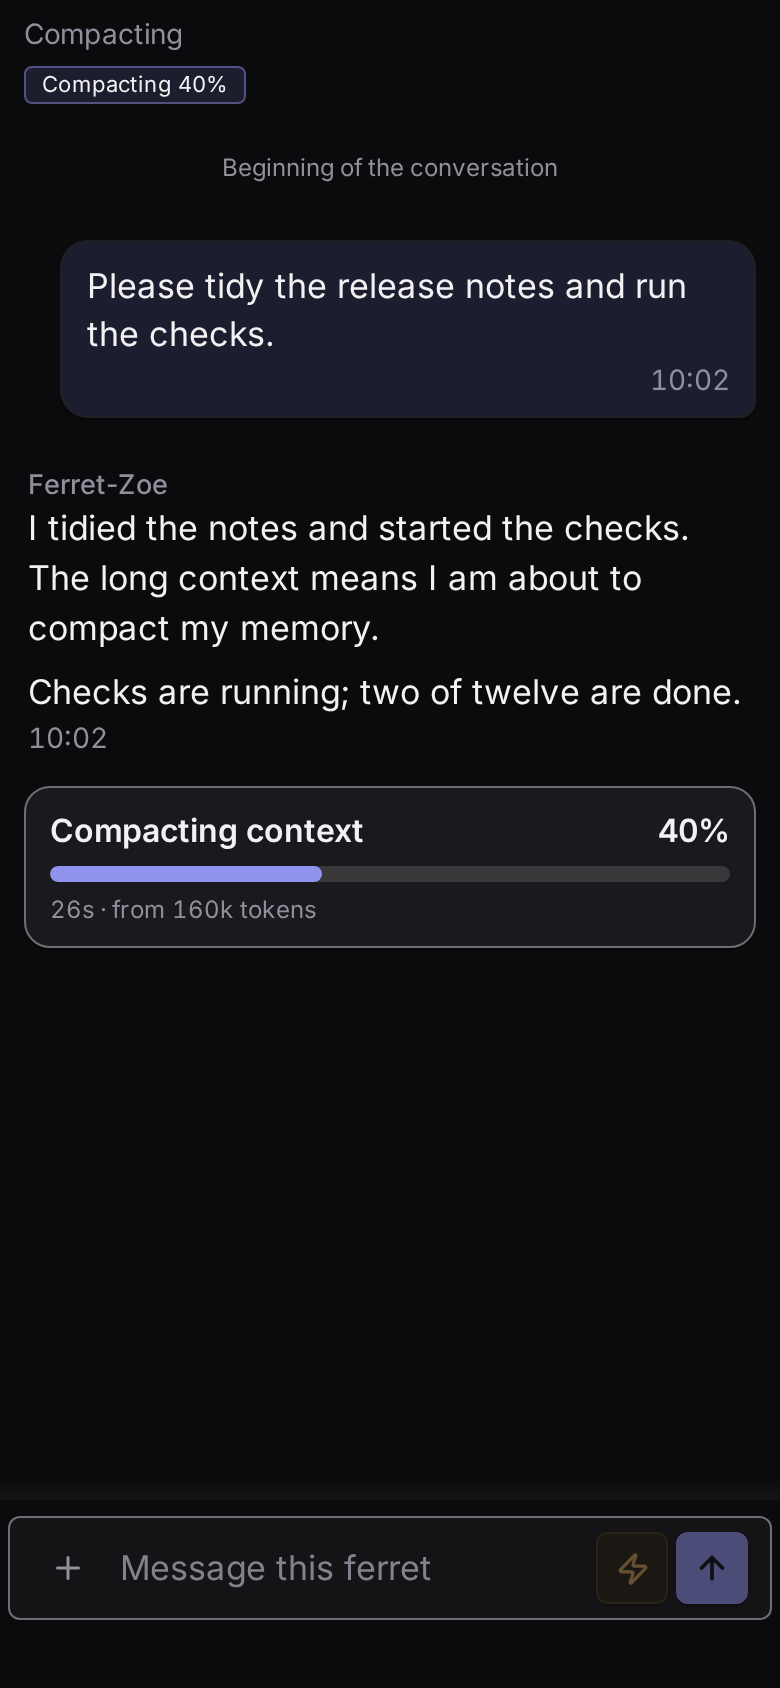 Compacting
Compacting 40%
Beginning of the conversation
Please tidy the release notes and run
the checks.
10:02
Ferret-Zoe
I tidied the notes and started the checks.
The long context means I am about to
compact my memory.
Checks are running; two of twelve are done.
10:02
Compacting context 40%
26s · from 160k tokens
Message this ferret